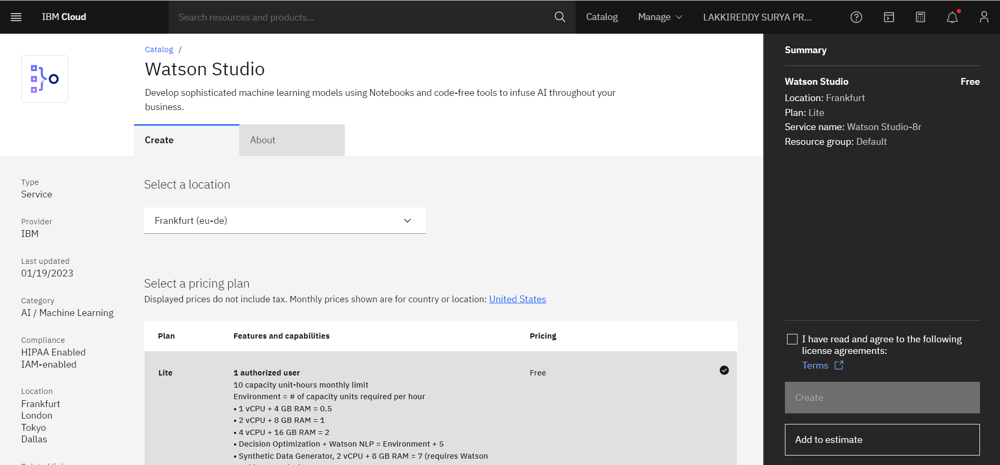 IBM Cloud
Search resources and products...
Catalog
Manage
LAKKIREDDY SURYA PR...
Catalog /
Watson Studio
Develop sophisticated machine learning models using Notebooks and code-free tools to infuse AI throughout your
business.
Create
About
Type
Service
Provider
IBM
Last updated
01/19/2023
Category
AI / Machine Learning
Compliance
HIPAA Enabled
IAM-enabled
Location
Frankfurt
London
Tokyo
Dallas
Select a location
Frankfurt (eu-de)
Select a pricing plan
Displayed prices do not include tax. Monthly prices shown are for country or location: United States
Plan
Features and capabilities
Pricing
Lite
1 authorized user
Free
10 capacity unit-hours monthly limit
Environment = # of capacity units required per hour
• 1 vCPU + 4 GB RAM = 0.5
• 2 vCPU + 8 GB RAM = 1
• 4 vCPU + 16 GB RAM = 2
• Decision Optimization + Watson NLP = Environment + 5
• Synthetic Data Generator, 2 vCPU + 8 GB RAM = 7 (requires Watson
Summary
Watson Studio
Free
Location: Frankfurt
Plan: Lite
Service name: Watson Studio-8r
Resource group: Default
I have read and agree to the following
license agreements:
Terms
Create
Add to estimate